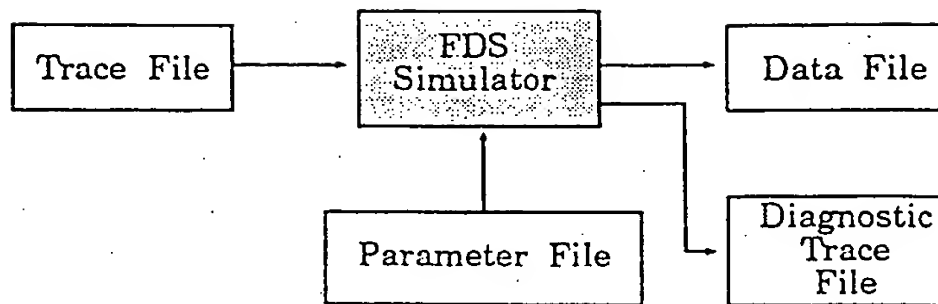 Trace File
FDS
Simulator
Data File
Parameter File
Diagnostic
Trace
File